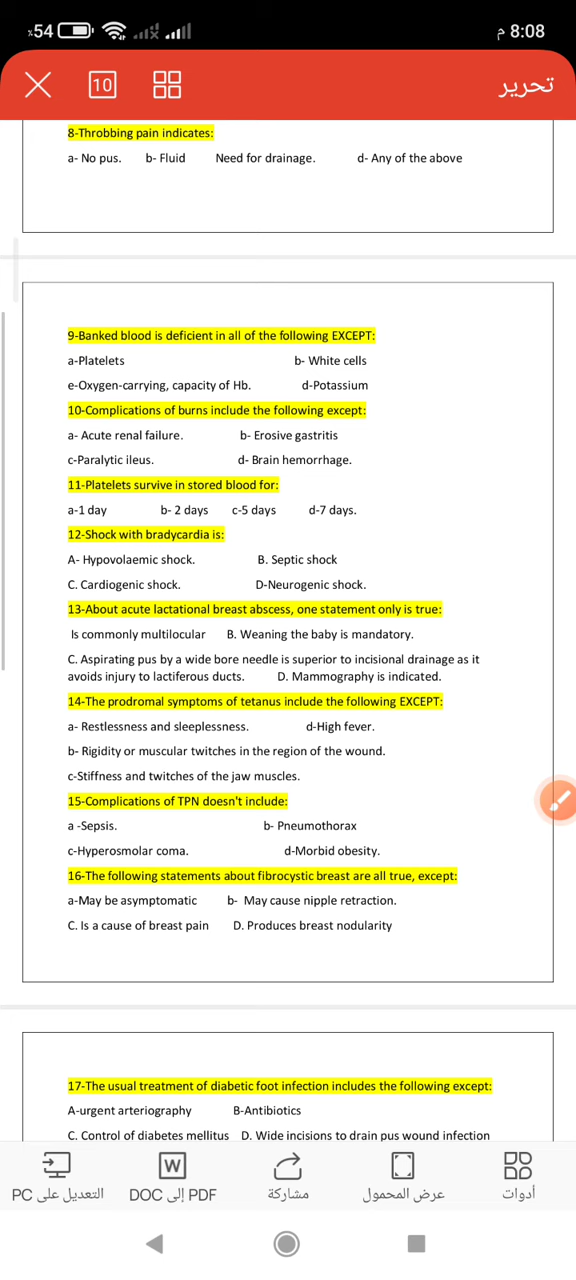 %54
8:08 م
10
تحرير
8-Throbbing pain indicates:
a- No pus. b- Fluid Need for drainage. d- Any of the above
9-Banked blood is deficient in all of the following EXCEPT:
a-Platelets b- White cells
e-Oxygen-carrying, capacity of Hb. d-Potassium
10-Complications of burns include the following except:
a- Acute renal failure. b- Erosive gastritis
c-Paralytic ileus. d- Brain hemorrhage.
11-Platelets survive in stored blood for:
a-1 day b- 2 days c-5 days d-7 days.
12-Shock with bradycardia is:
A- Hypovolaemic shock. B. Septic shock
C. Cardiogenic shock. D-Neurogenic shock.
13-About acute lactational breast abscess, one statement only is true:
Is commonly multilocular B. Weaning the baby is mandatory.
C. Aspirating pus by a wide bore needle is superior to incisional drainage as it
avoids injury to lactiferous ducts. D. Mammography is indicated.
14-The prodromal symptoms of tetanus include the following EXCEPT:
a- Restlessness and sleeplessness. d-High fever.
b- Rigidity or muscular twitches in the region of the wound.
c-Stiffness and twitches of the jaw muscles.
15-Complications of TPN doesn't include:
a -Sepsis. b- Pneumothorax
c-Hyperosmolar coma. d-Morbid obesity.
16-The following statements about fibrocystic breast are all true, except:
a-May be asymptomatic b- May cause nipple retraction.
C. Is a cause of breast pain D. Produces breast nodularity
17-The usual treatment of diabetic foot infection includes the following except:
A-urgent arteriography B-Antibiotics
C. Control of diabetes mellitus D. Wide incisions to drain pus wound infection
W
التعديل على PC
PDF إلى DOC
مشاركة
عرض المحمول
أدوات